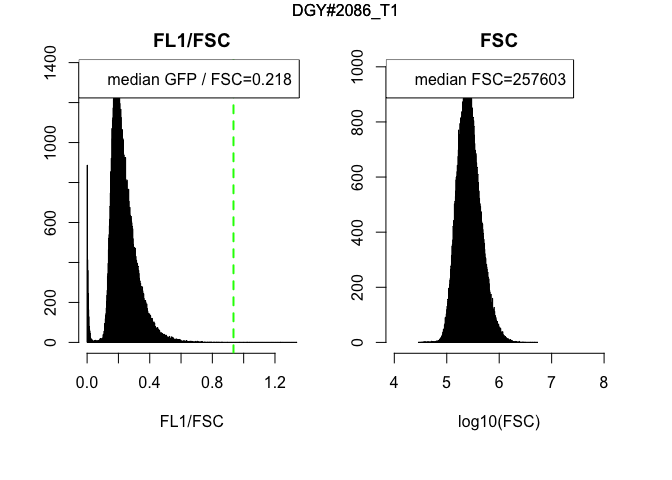 DGY#2086_T1
FL1/FSC
median GFP / FSC=0.218
0
200
600
1000
1400
0.0 0.4 0.8 1.2
FL1/FSC
FSC
median FSC=257603
0
200
400
600
800
1000
4 5 6 7 8
log10(FSC)